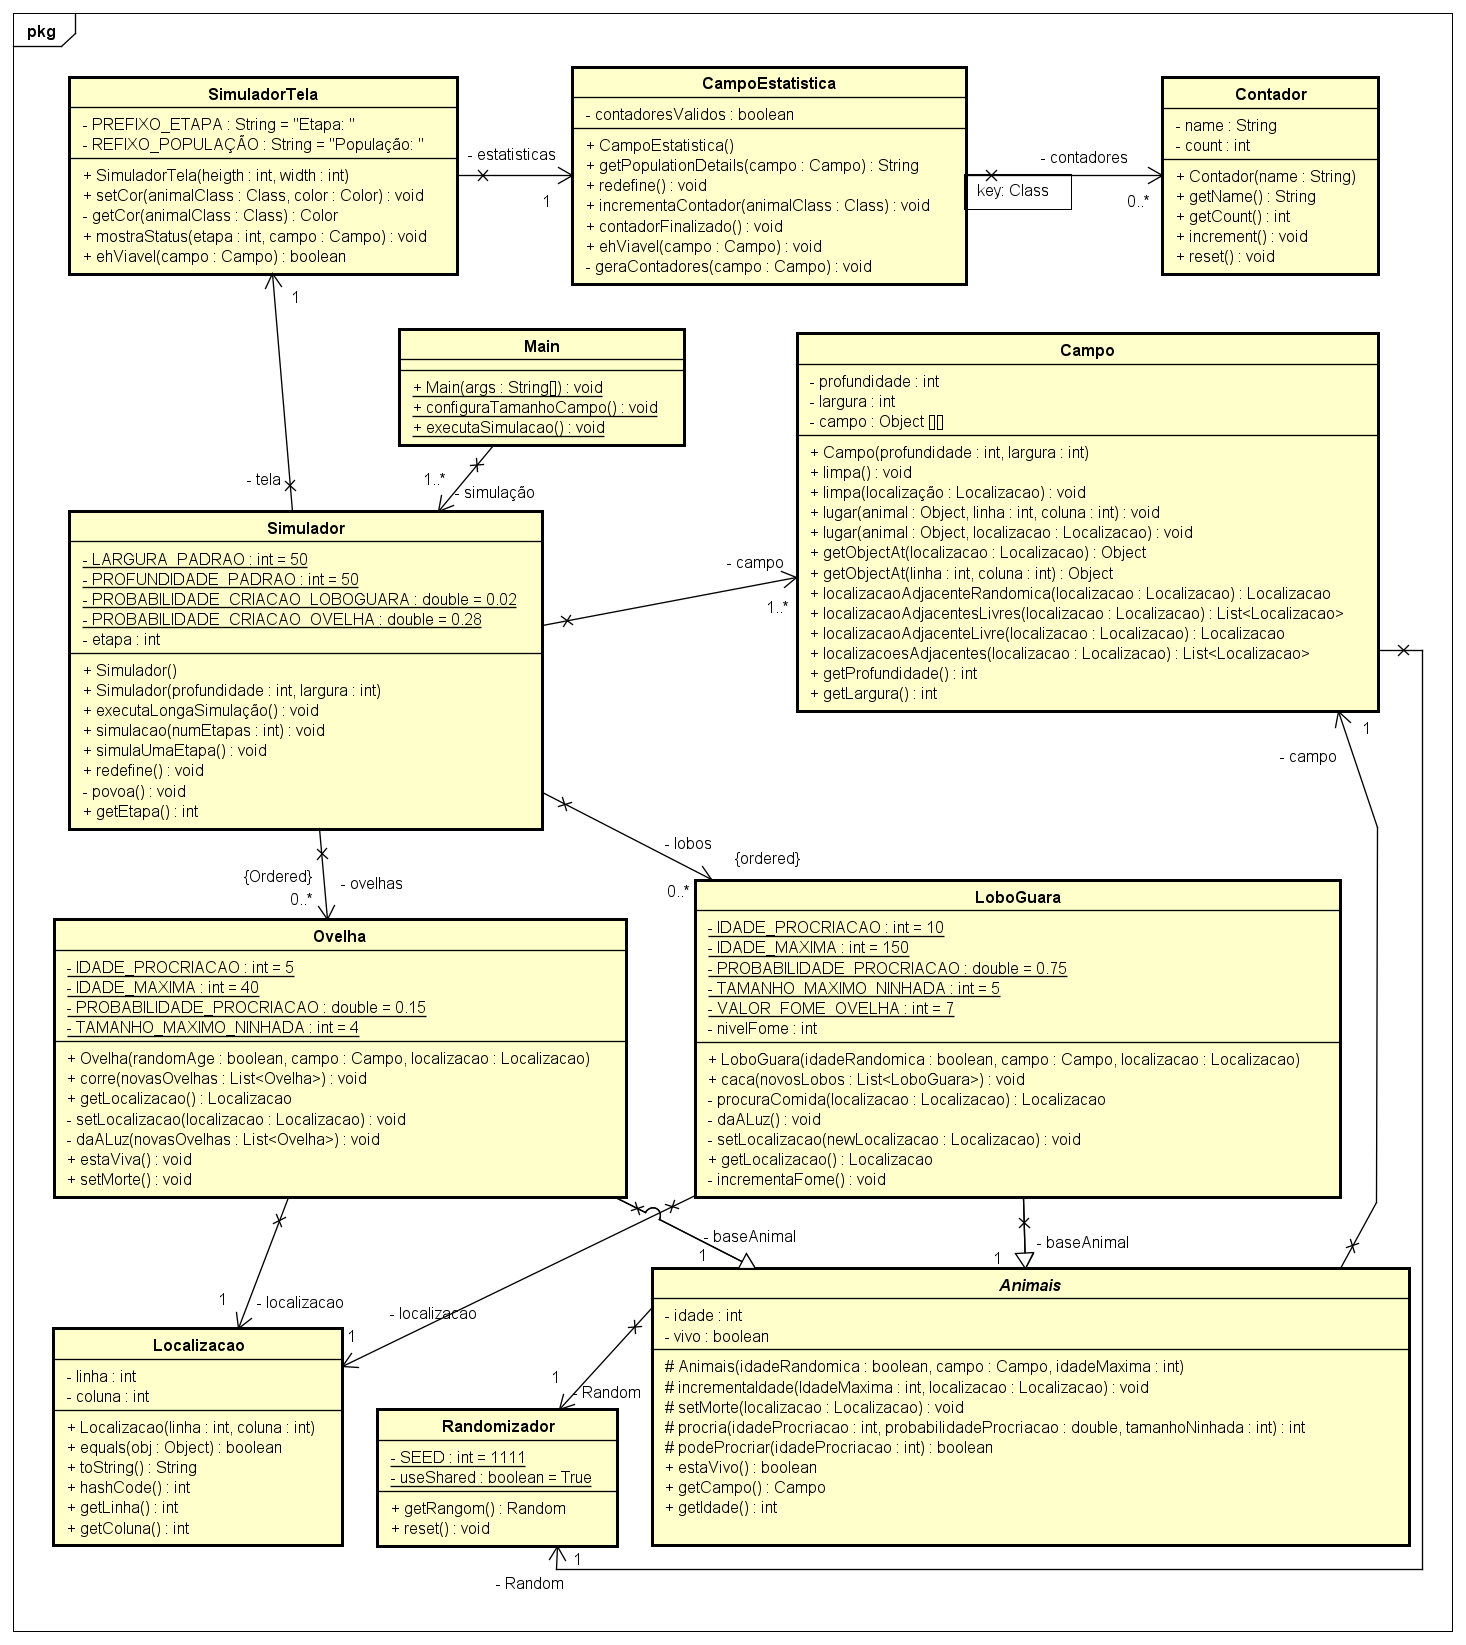 pkg
SimuladorTela
- PREFIXO_ETAPA : String = "Etapa: "
- REFIXO_POPULAÇÃO : String = "População: "
+ SimuladorTela(heigth : int, width : int)
+ setCor(animalClass : Class, color : Color) : void
- getCor(animalClass : Class) : Color
+ mostraStatus(etapa : int, campo : Campo) : void
+ ehViavel(campo : Campo) : boolean
- estatisticas
1
CampoEstatistica
- contadoresValidos : boolean
+ CampoEstatistica()
+ getPopulationDetails(campo : Campo) : String
+ redefine() : void
+ incrementaContador(animalClass : Class) : void
+ contadorFinalizado() : void
+ ehViavel(campo : Campo) : void
- geraContadores(campo : Campo) : void
- contadores
key: Class
0..*
Contador
- name : String
- count : int
+ Contador(name : String)
+ getName() : String
+ getCount() : int
+ increment() : void
+ reset() : void
1
- tela
Main
+ Main(args : String[]) : void
+ configuraTamanhoCampo() : void
+ executaSimulacao() : void
1..*
- simulação
Campo
- profundidade : int
- largura : int
- campo : Object [][]
+ Campo(profundidade : int, largura : int)
+ limpa() : void
+ limpa(localização : Localizacao) : void
+ lugar(animal : Object, linha : int, coluna : int) : void
+ lugar(animal : Object, localizacao : Localizacao) : void
+ getObjectAt(localizacao : Localizacao) : Object
+ getObjectAt(linha : int, coluna : int) : Object
+ localizacaoAdjacenteRandomica(localizacao : Localizacao) : Localizacao
+ localizacaoAdjacentesLivres(localizacao : Localizacao) : List<Localizacao>
+ localizacaoAdjacenteLivre(localizacao : Localizacao) : Localizacao
+ localizacoesAdjacentes(localizacao : Localizacao) : List<Localizacao>
+ getProfundidade() : int
+ getLargura() : int
Simulador
- LARGURA_PADRAO : int = 50
- PROFUNDIDADE_PADRAO : int = 50
- PROBABILIDADE_CRIACAO_LOBOGUARA : double = 0.02
- PROBABILIDADE_CRIACAO_OVELHA : double = 0.28
- etapa : int
+ Simulador()
+ Simulador(profundidade : int, largura : int)
+ executaLongaSimulação() : void
+ simulacao(numEtapas : int) : void
+ simulaUmaEtapa() : void
+ redefine() : void
- povoa() : void
+ getEtapa() : int
- campo
1..*
1
- campo
- lobos
{ordered}
0..*
{Ordered}
0..*
- ovelhas
Ovelha
- IDADE_PROCRIACAO : int = 5
- IDADE_MAXIMA : int = 40
- PROBABILIDADE_PROCRIACAO : double = 0.15
- TAMANHO_MAXIMO_NINHADA : int = 4
+ Ovelha(randomAge : boolean, campo : Campo, localizacao : Localizacao)
+ corre(novasOvelhas : List<Ovelha>) : void
+ getLocalizacao() : Localizacao
- setLocalizacao(localizacao : Localizacao) : void
- daALuz(novasOvelhas : List<Ovelha>) : void
+ estaViva() : void
+ setMorte() : void
LoboGuara
- IDADE_PROCRIACAO : int = 10
- IDADE_MAXIMA : int = 150
- PROBABILIDADE_PROCRIACAO : double = 0.75
- TAMANHO_MAXIMO_NINHADA : int = 5
- VALOR_FOME_OVELHA : int = 7
- nivelFome : int
+ LoboGuara(idadeRandomica : boolean, campo : Campo, localizacao : Localizacao)
+ caca(novosLobos : List<LoboGuara>) : void
- procuraComida(localizacao : Localizacao) : Localizacao
- daALuz() : void
- setLocalizacao(newLocalizacao : Localizacao) : void
+ getLocalizacao() : Localizacao
- incrementaFome() : void
- baseAnimal
1
- baseAnimal
1
1
- localizacao
- localizacao
1
Localizacao
- linha : int
- coluna : int
+ Localizacao(linha : int, coluna : int)
+ equals(obj : Object) : boolean
+ toString() : String
+ hashCode() : int
+ getLinha() : int
+ getColuna() : int
1
- Random
Randomizador
- SEED : int = 1111
- useShared : boolean = True
+ getRangom() : Random
+ reset() : void
1
- Random
Animais
- idade : int
- vivo : boolean
# Animais(idadeRandomica : boolean, campo : Campo, idadeMaxima : int)
# incrementaIdade(IdadeMaxima : int, localizacao : Localizacao) : void
# setMorte(localizacao : Localizacao) : void
# procria(idadeProcriacao : int, probabilidadeProcriacao : double, tamanhoNinhada : int) : int
# podeProcriar(idadeProcriacao : int) : boolean
+ estaVivo() : boolean
+ getCampo() : Campo
+ getIdade() : int